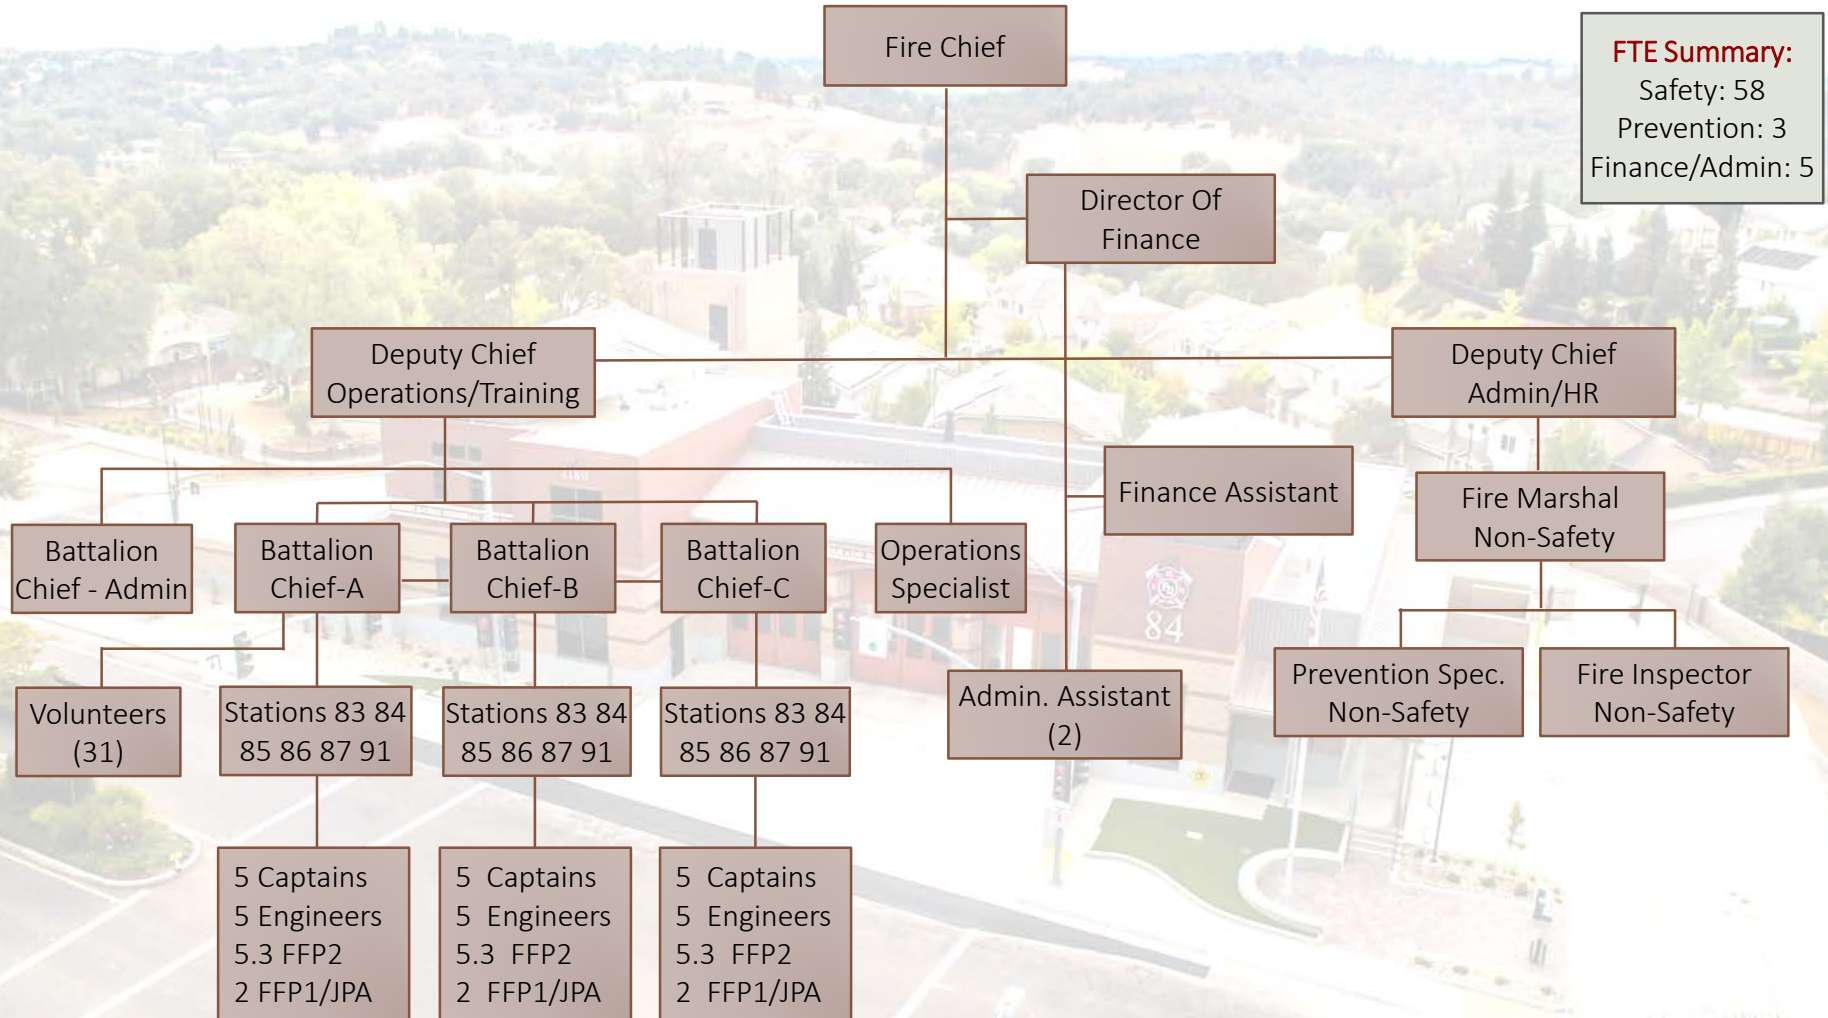 Fire Chief
FTE Summary:
Safety: 58
Prevention: 3
Finance/Admin: 5
Director Of
Finance
Deputy Chief
Operations/Training
Deputy Chief
Admin/HR
Finance Assistant
Fire Marshal
Non-Safety
Battalion
Chief - Admin
Battalion
Chief-A
Battalion
Chief-B
Battalion
Chief-C
Operations
Specialist
84
Prevention Spec.
Non-Safety
Fire Inspector
Non-Safety
Volunteers
(31)
Stations 83 84
85 86 87 91
Stations 83 84
85 86 87 91
Stations 83 84
85 86 87 91
Admin. Assistant
(2)
5 Captains
5 Engineers
5.3 FFP2
2 FFP1/JPA
5 Captains
5 Engineers
5.3 FFP2
2 FFP1/JPA
5 Captains
5 Engineers
5.3 FFP2
2 FFP1/JPA